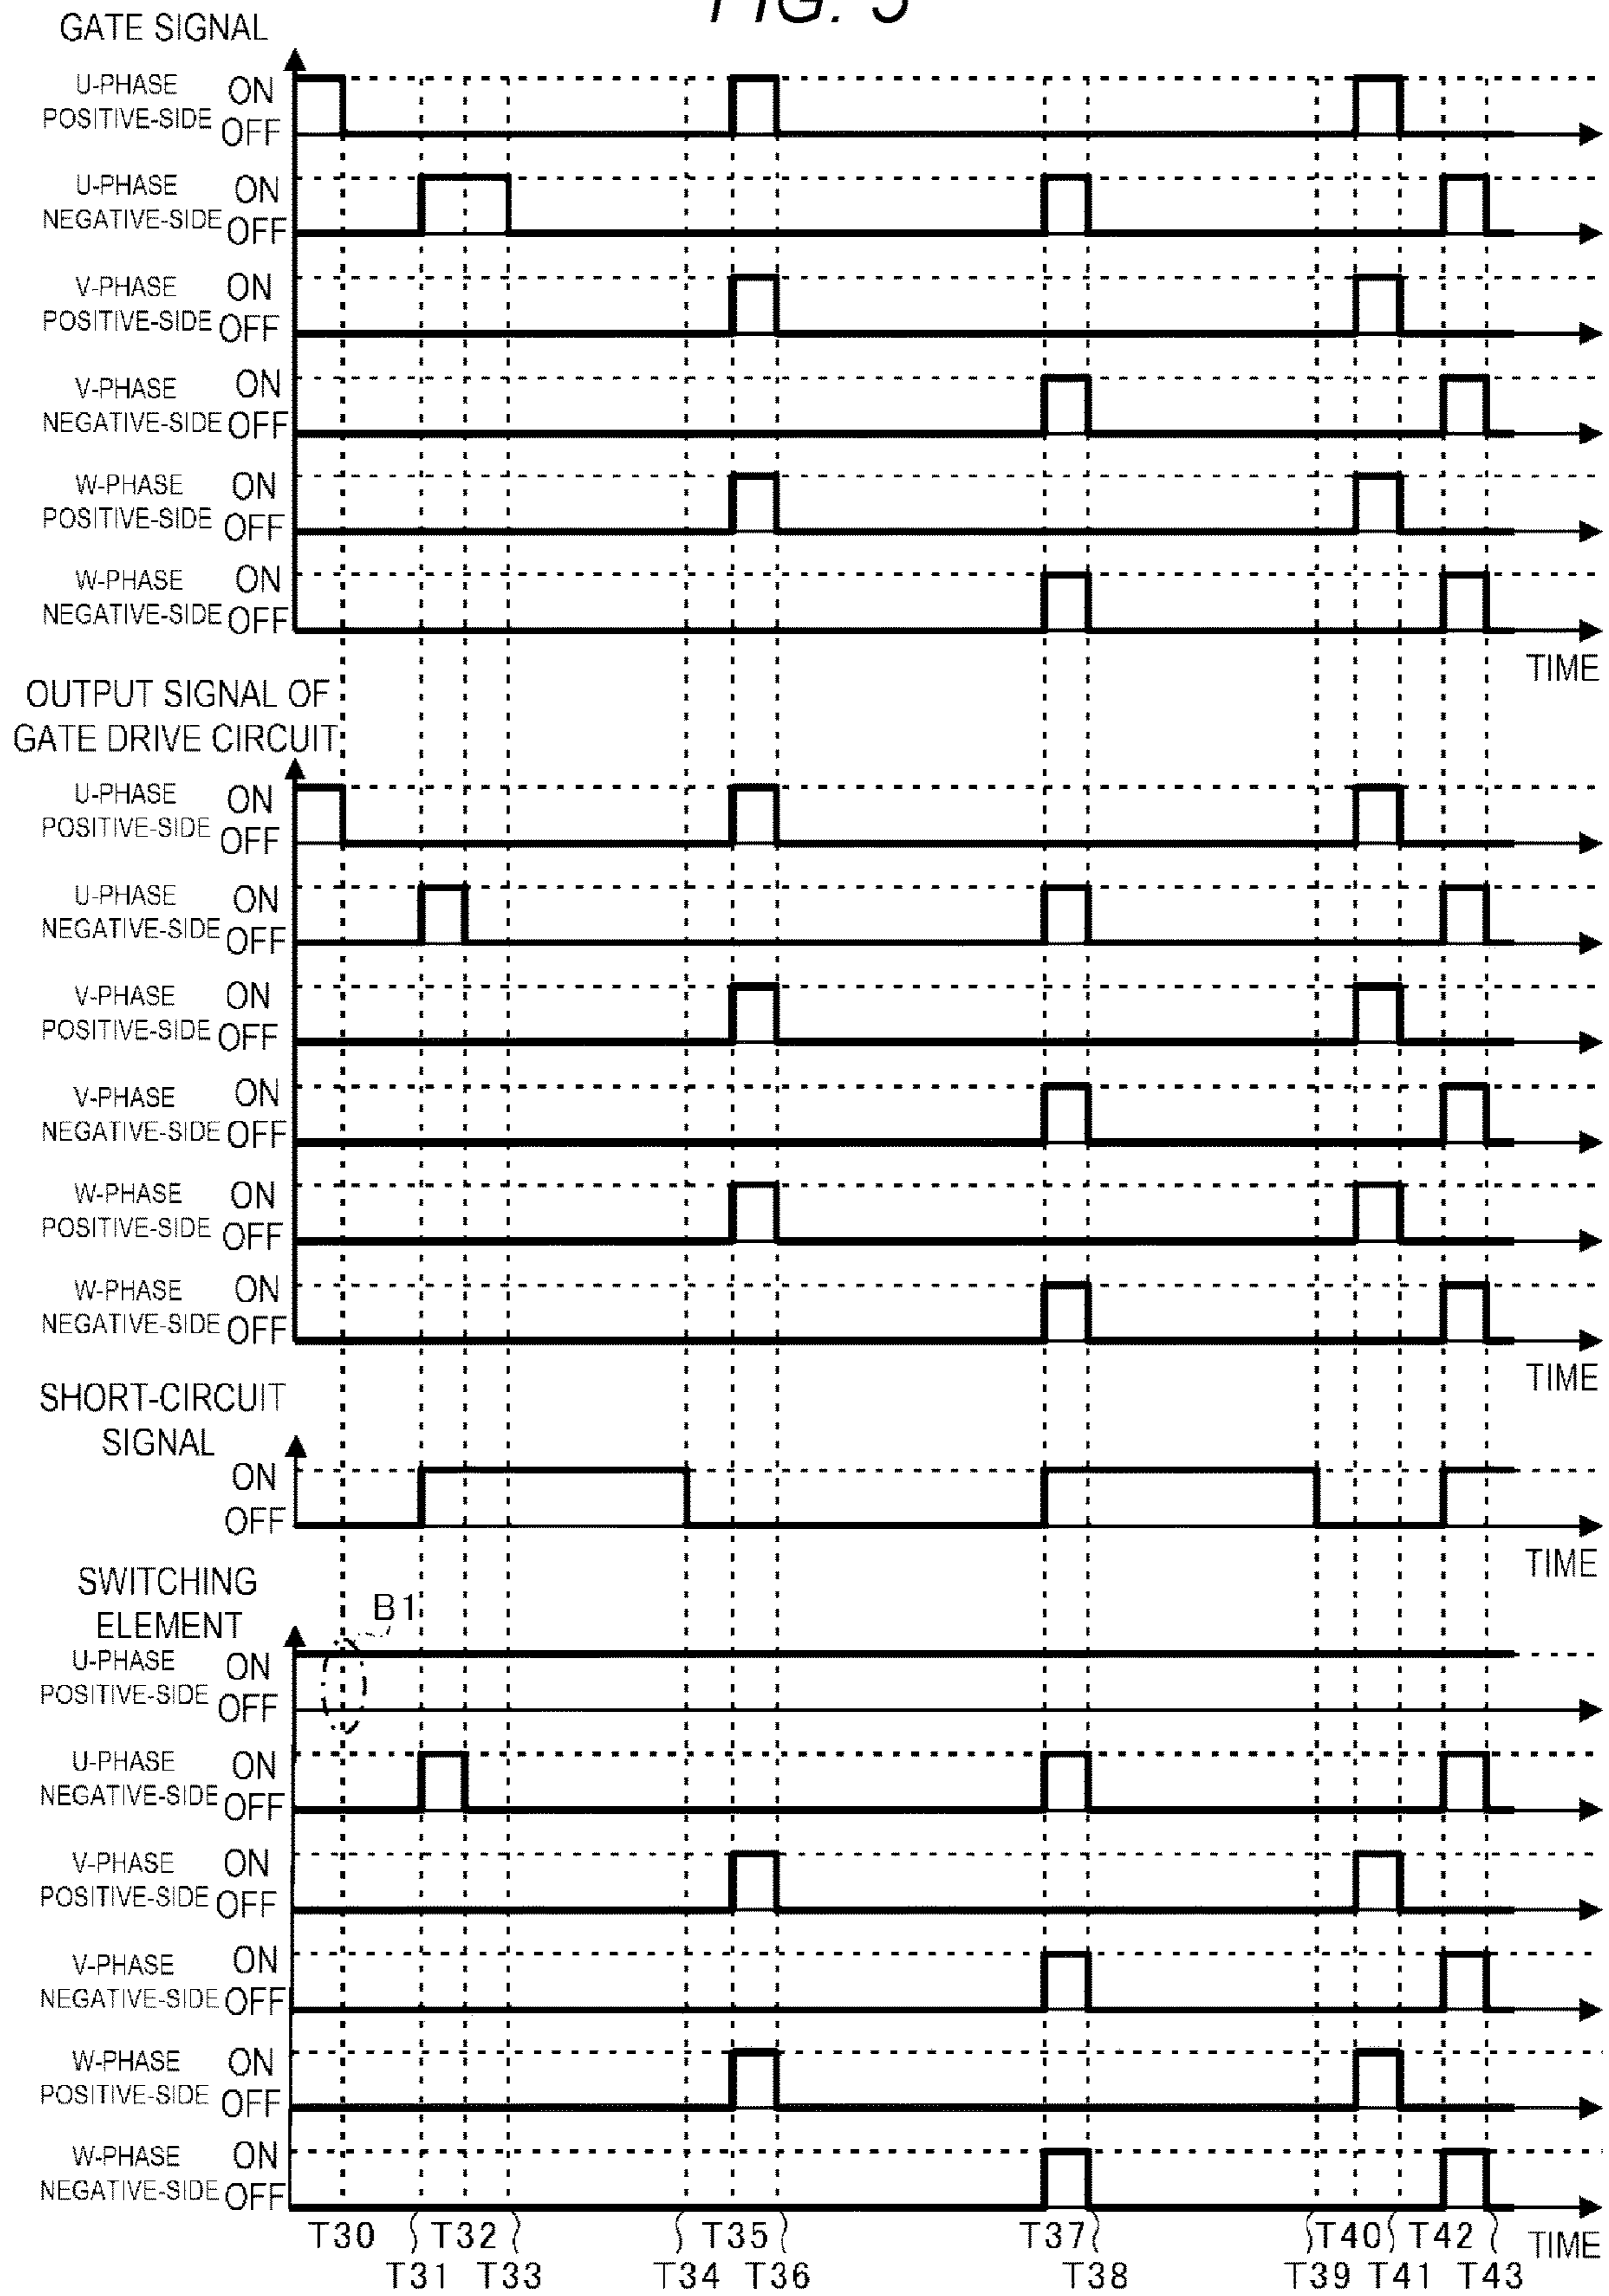 FIG. 5
GATE SIGNAL
U-PHASE
POSITIVE-SIDE
ON
OFF
U-PHASE
NEGATIVE-SIDE
ON
OFF
V-PHASE
POSITIVE-SIDE
ON
OFF
V-PHASE
NEGATIVE-SIDE
ON
OFF
W-PHASE
POSITIVE-SIDE
ON
OFF
W-PHASE
NEGATIVE-SIDE
ON
OFF
TIME
OUTPUT SIGNAL OF
GATE DRIVE CIRCUIT
U-PHASE
POSITIVE-SIDE
ON
OFF
U-PHASE
NEGATIVE-SIDE
ON
OFF
V-PHASE
POSITIVE-SIDE
ON
OFF
V-PHASE
NEGATIVE-SIDE
ON
OFF
W-PHASE
POSITIVE-SIDE
ON
OFF
W-PHASE
NEGATIVE-SIDE
ON
OFF
TIME
SHORT-CIRCUIT
SIGNAL
ON
OFF
TIME
SWITCHING
ELEMENT
B1
U-PHASE
POSITIVE-SIDE
ON
OFF
U-PHASE
NEGATIVE-SIDE
ON
OFF
V-PHASE
POSITIVE-SIDE
ON
OFF
V-PHASE
NEGATIVE-SIDE
ON
OFF
W-PHASE
POSITIVE-SIDE
ON
OFF
W-PHASE
NEGATIVE-SIDE
ON
OFF
T30 T32 T35 T37 T40 T42 TIME
T31 T33 T34 T36 T38 T39 T41 T43